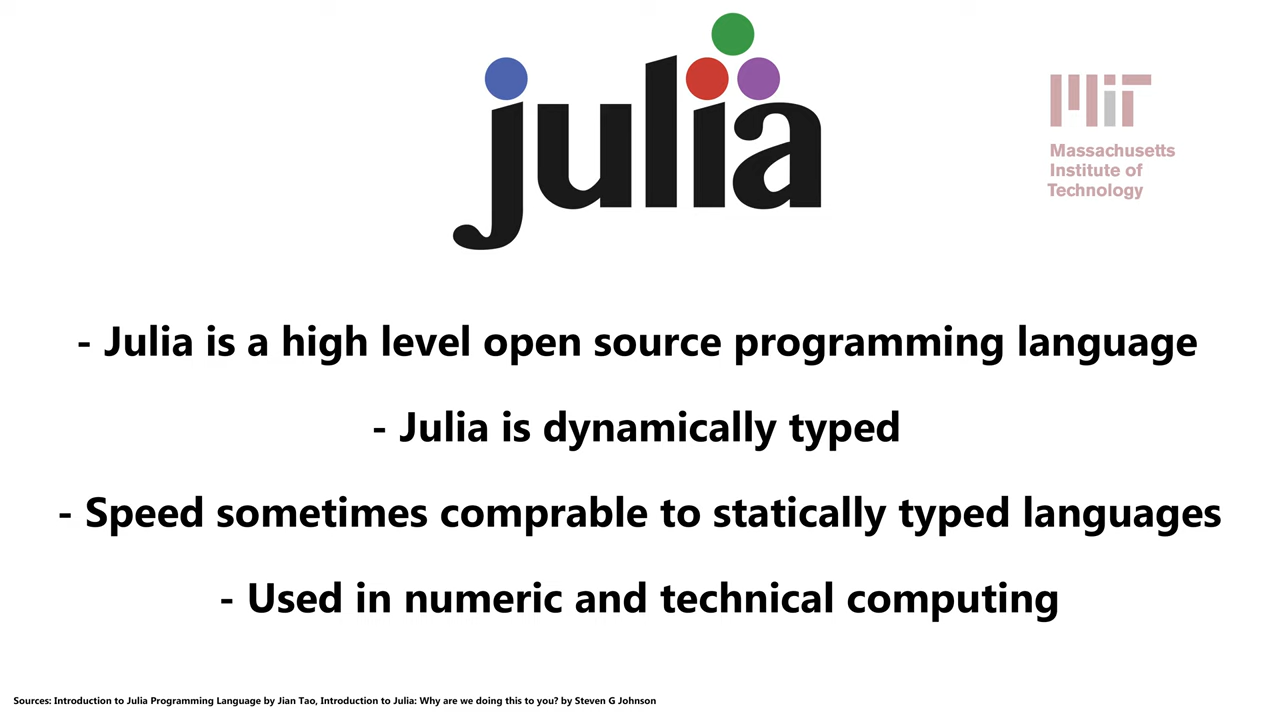 julia
MIT
Massachusetts
Institute of
Technology
- Julia is a high level open source programming language
- Julia is dynamically typed
- Speed sometimes comprable to statically typed languages
- Used in numeric and technical computing
Sources: Introduction to Julia Programming Language by Jian Tao, Introduction to Julia: Why are we doing this to you? by Steven G Johnson